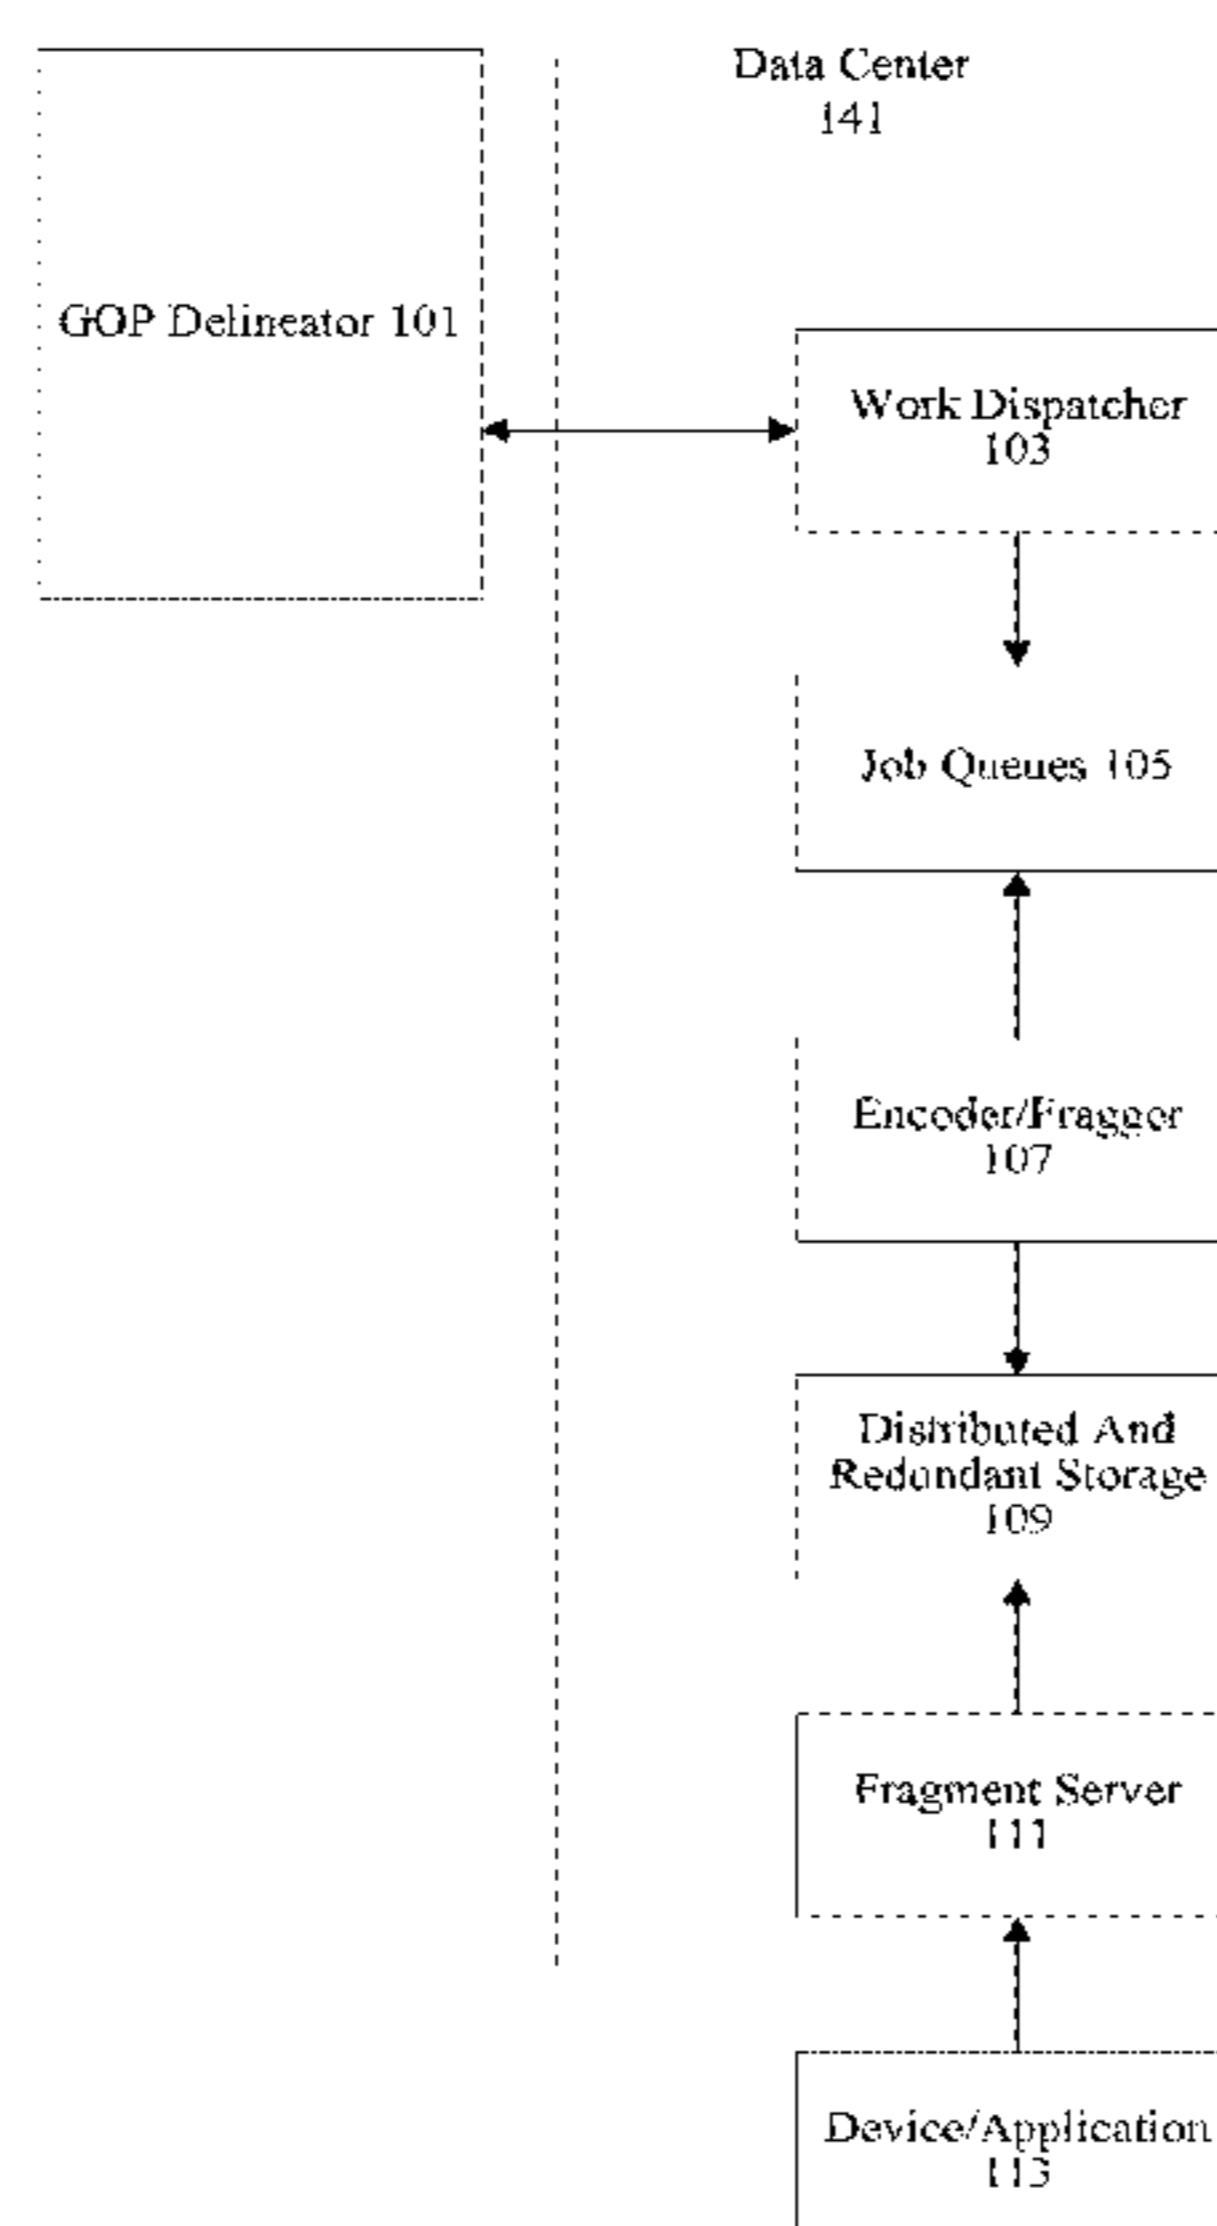 Data Center
141
GOP Delineator 101
Work Dispatcher
103
Job Queues 105
Encoder/Fragger
107
Distributed And
Redundant Storage
109
Fragment Server
111
Device/Application
113